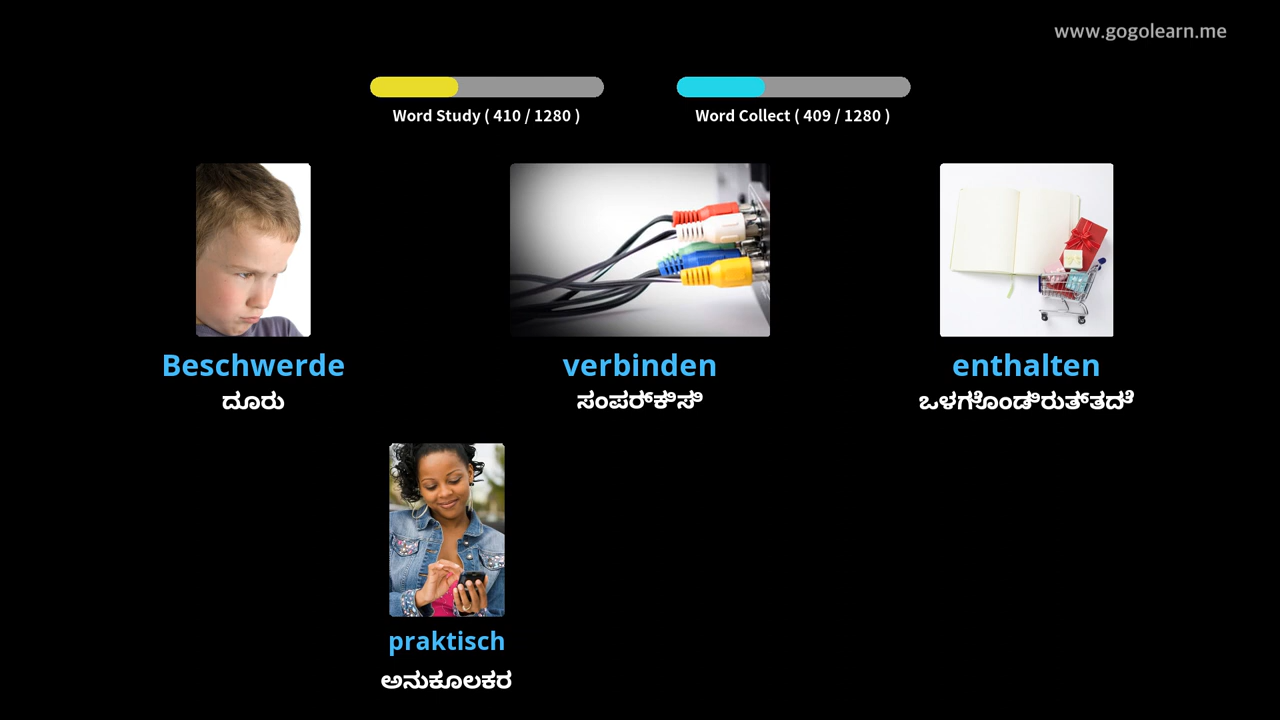 www.gogolearn.me
Word Study ( 410 / 1280 )
Word Collect ( 409 / 1280 )
Beschwerde
ದೂರು
verbinden
ಸಂಪರ್ಕಿಸಿ
enthalten
ಒಳಗೊಂಡಿರುತ್ತದೆ
praktisch
ಅನುಕೂಲಕರ